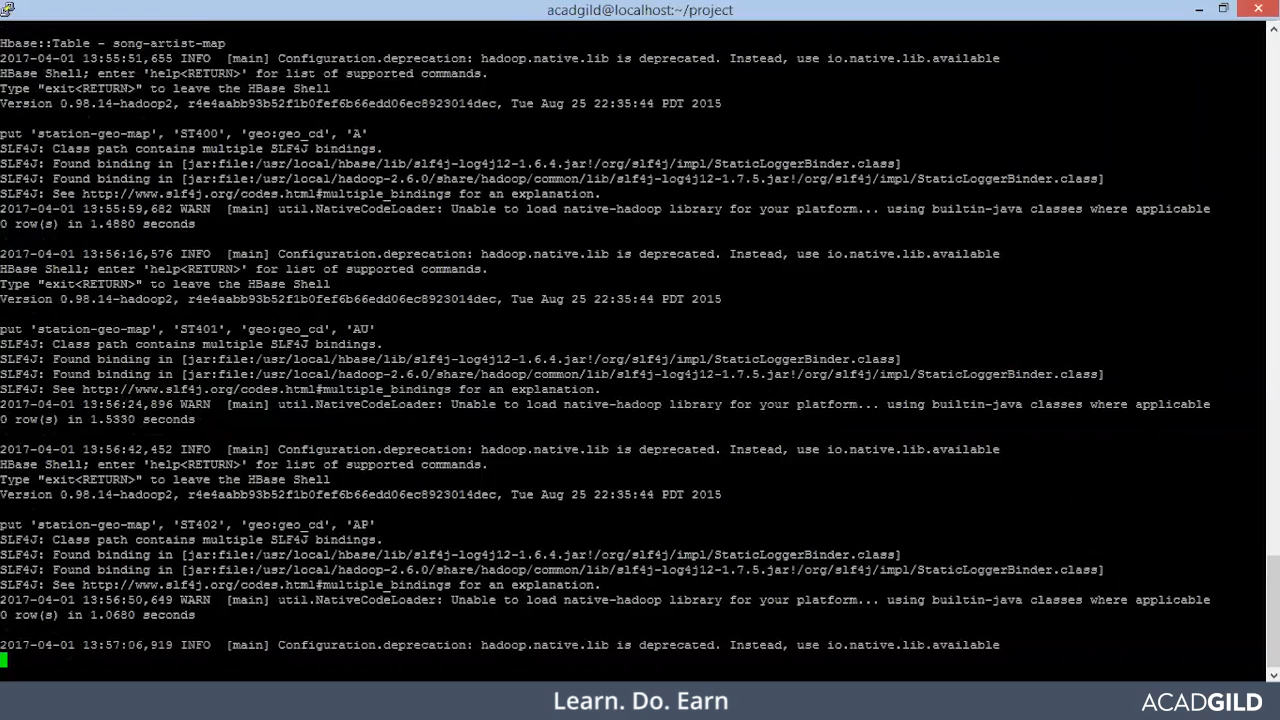 acadgild@localhost:~/project
Hbase::Table - song-artist-map
2017-04-01 13:55:51,655 INFO  [main] Configuration.deprecation: hadoop.native.lib is deprecated. Instead, use io.native.lib.available
HBase Shell; enter 'help<RETURN>' for list of supported commands.
Type "exit<RETURN>" to leave the HBase Shell
Version 0.98.14-hadoop2, r4e4aabb93b52f1b0fef6b66edd06ec8923014dec, Tue Aug 25 22:35:44 PDT 2015
put 'station-geo-map', 'ST400', 'geo:geo_cd', 'A'
SLF4J: Class path contains multiple SLF4J bindings.
SLF4J: Found binding in [jar:file:/usr/local/hbase/lib/slf4j-log4j12-1.6.4.jar!/org/slf4j/impl/StaticLoggerBinder.class]
SLF4J: Found binding in [jar:file:/usr/local/hadoop-2.6.0/share/hadoop/common/lib/slf4j-log4j12-1.7.5.jar!/org/slf4j/impl/StaticLoggerBinder.class]
SLF4J: See http://www.slf4j.org/codes.html#multiple_bindings for an explanation.
2017-04-01 13:55:59,682 WARN  [main] util.NativeCodeLoader: Unable to load native-hadoop library for your platform... using builtin-java classes where applicable
0 row(s) in 1.4880 seconds
2017-04-01 13:56:16,576 INFO  [main] Configuration.deprecation: hadoop.native.lib is deprecated. Instead, use io.native.lib.available
HBase Shell; enter 'help<RETURN>' for list of supported commands.
Type "exit<RETURN>" to leave the HBase Shell
Version 0.98.14-hadoop2, r4e4aabb93b52f1b0fef6b66edd06ec8923014dec, Tue Aug 25 22:35:44 PDT 2015
put 'station-geo-map', 'ST401', 'geo:geo_cd', 'AU'
SLF4J: Class path contains multiple SLF4J bindings.
SLF4J: Found binding in [jar:file:/usr/local/hbase/lib/slf4j-log4j12-1.6.4.jar!/org/slf4j/impl/StaticLoggerBinder.class]
SLF4J: Found binding in [jar:file:/usr/local/hadoop-2.6.0/share/hadoop/common/lib/slf4j-log4j12-1.7.5.jar!/org/slf4j/impl/StaticLoggerBinder.class]
SLF4J: See http://www.slf4j.org/codes.html#multiple_bindings for an explanation.
2017-04-01 13:56:24,896 WARN  [main] util.NativeCodeLoader: Unable to load native-hadoop library for your platform... using builtin-java classes where applicable
0 row(s) in 1.5330 seconds
2017-04-01 13:56:42,452 INFO  [main] Configuration.deprecation: hadoop.native.lib is deprecated. Instead, use io.native.lib.available
HBase Shell; enter 'help<RETURN>' for list of supported commands.
Type "exit<RETURN>" to leave the HBase Shell
Version 0.98.14-hadoop2, r4e4aabb93b52f1b0fef6b66edd06ec8923014dec, Tue Aug 25 22:35:44 PDT 2015
put 'station-geo-map', 'ST402', 'geo:geo_cd', 'AP'
SLF4J: Class path contains multiple SLF4J bindings.
SLF4J: Found binding in [jar:file:/usr/local/hbase/lib/slf4j-log4j12-1.6.4.jar!/org/slf4j/impl/StaticLoggerBinder.class]
SLF4J: Found binding in [jar:file:/usr/local/hadoop-2.6.0/share/hadoop/common/lib/slf4j-log4j12-1.7.5.jar!/org/slf4j/impl/StaticLoggerBinder.class]
SLF4J: See http://www.slf4j.org/codes.html#multiple_bindings for an explanation.
2017-04-01 13:56:50,649 WARN  [main] util.NativeCodeLoader: Unable to load native-hadoop library for your platform... using builtin-java classes where applicable
0 row(s) in 1.0680 seconds
2017-04-01 13:57:06,919 INFO  [main] Configuration.deprecation: hadoop.native.lib is deprecated. Instead, use io.native.lib.available
Learn. Do. Earn
ACADGILD